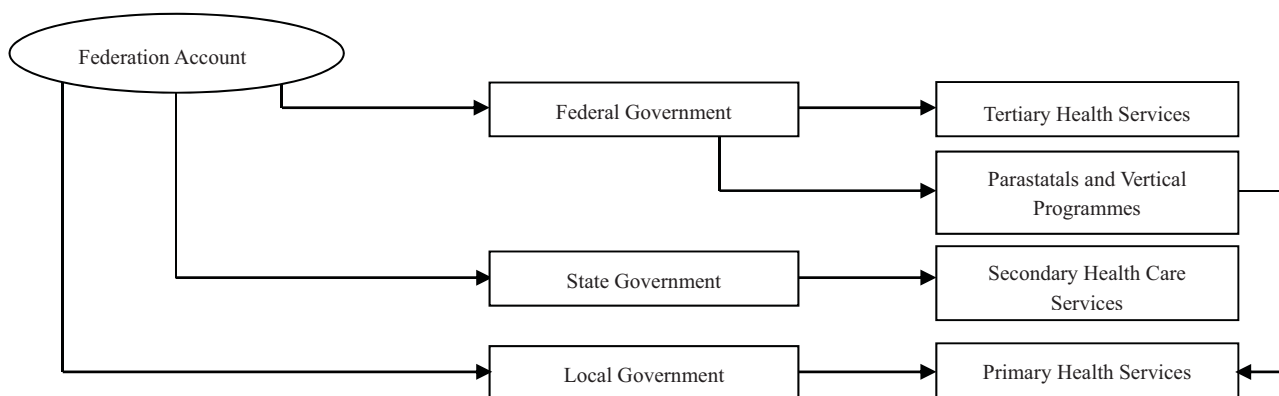 Federation Account
Federal Government
Tertiary Health Services
Parastatals and Vertical
Programmes
State Government
Secondary Health Care
Services
Local Government
Primary Health Services